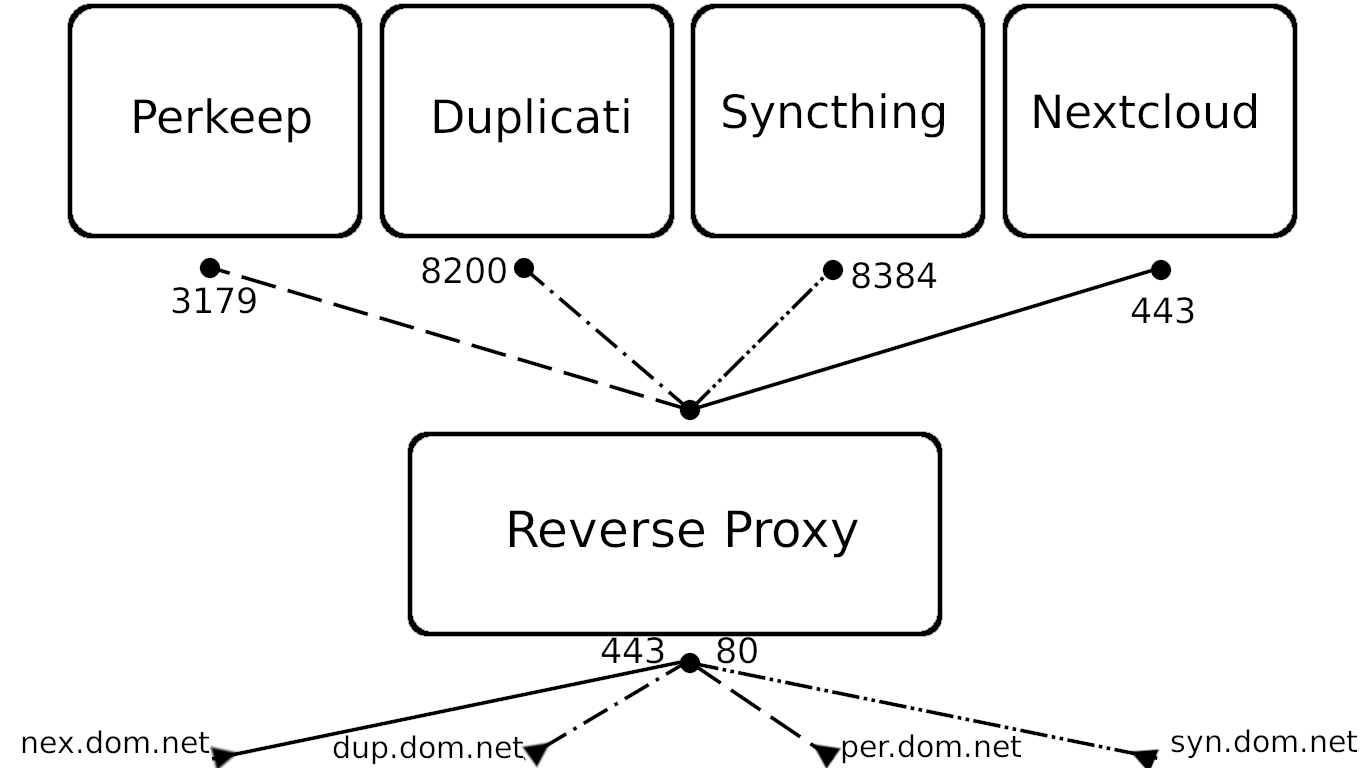 Perkeep
Duplicati
Syncthing
Nextcloud
3179
8200
8384
443
Reverse Proxy
443
80
nex.dom.net
dup.dom.net
per.dom.net
syn.dom.net